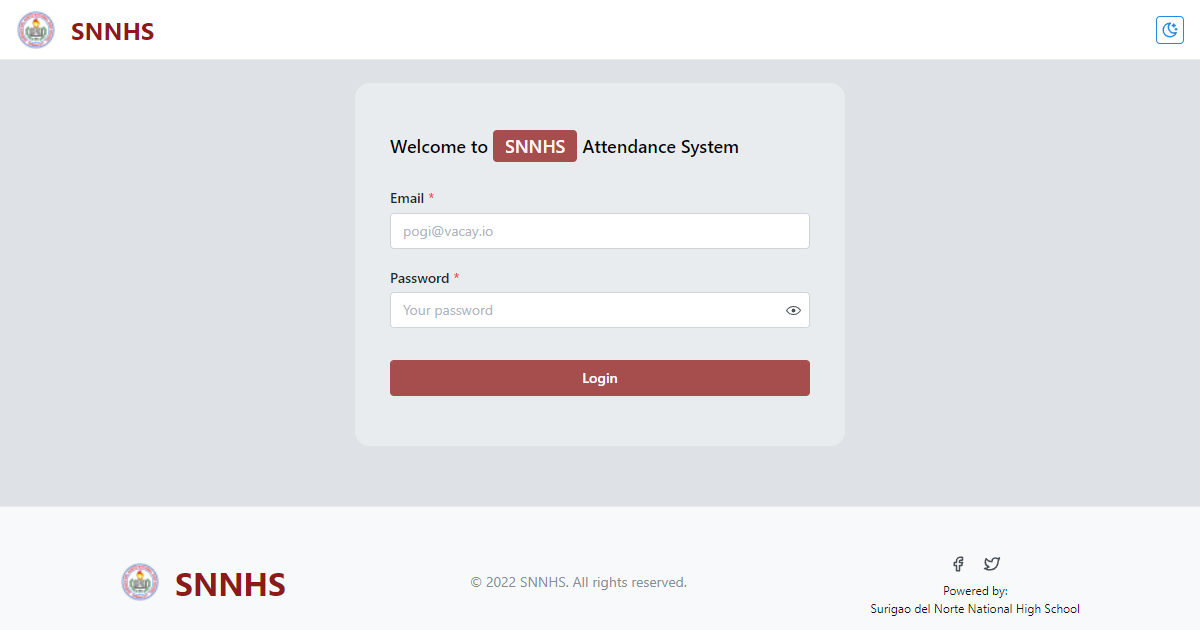 SNNHS
Welcome to SNNHS Attendance System
Email *
pogi@vacay.io
Password *
Your password
Login
SNNHS
© 2022 SNNHS. All rights reserved.
Powered by:
Surigao del Norte National High School